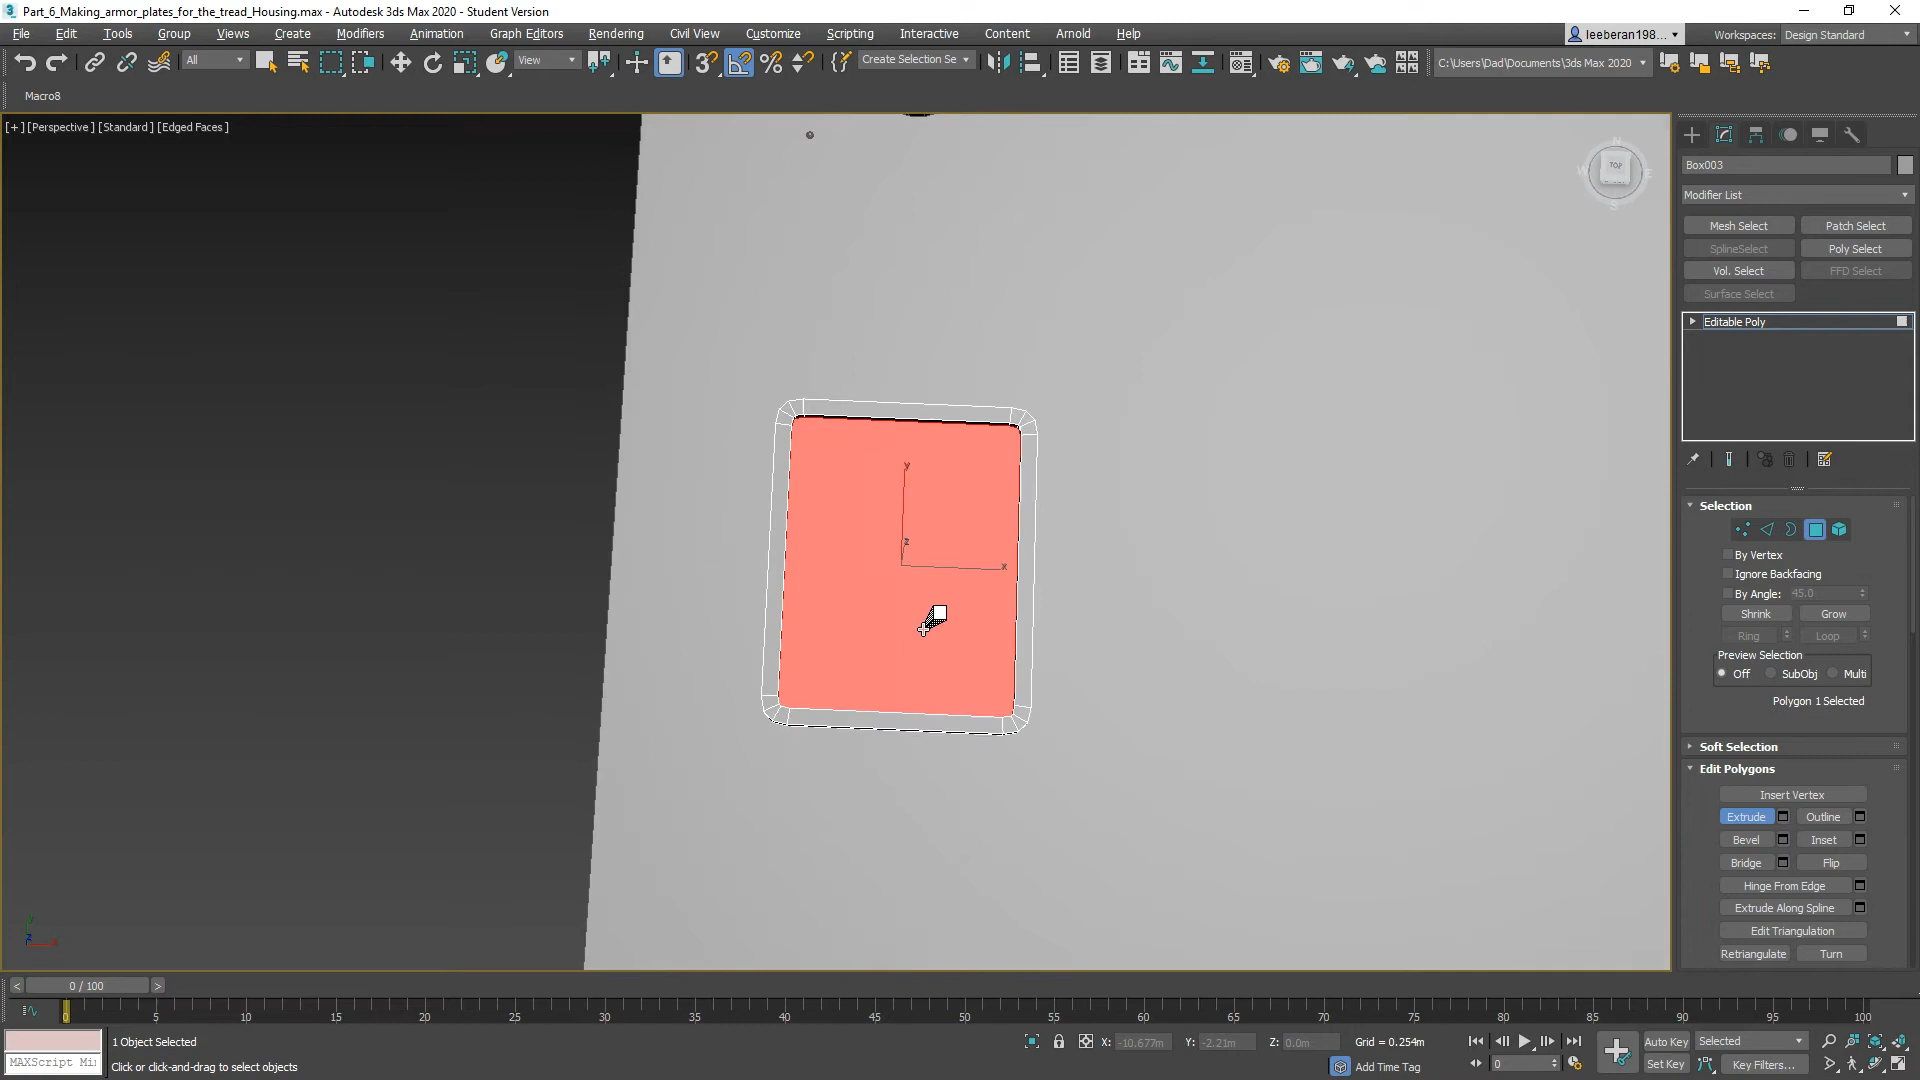 Part_6_Making_armor_plates_for_the_tread_Housing.max - Autodesk 3ds Max 2020 - Student Version
File Edit Tools Group Views Create Modifiers Animation Graph Editors Rendering Civil View Customize Scripting Interactive Content Arnold Help leeberan198... Workspaces: Design Standard
All View Create Selection Se C:\Users\Dad\Documents\3ds Max 2020
Macro8
[+] [Perspective] [Standard] [Edged Faces]
TOP
N
S
y
z
x
Box003
Modifier List
Mesh Select Patch Select
SplineSelect Poly Select
Vol. Select FFD Select
Surface Select
Editable Poly
Selection
By Vertex
Ignore Backfacing
By Angle: 45.0
Shrink Grow
Ring Loop
Preview Selection
Off SubObj Multi
Polygon 1 Selected
Soft Selection
Edit Polygons
Insert Vertex
Extrude Outline
Bevel Inset
Bridge Flip
Hinge From Edge
Extrude Along Spline
Edit Triangulation
Retriangulate Turn
< 0 / 100 >
0 5 10 15 20 25 30 35 40 45 50 55 60 65 70 75 80 85 90 95 100
1 Object Selected X: -10.677m Y: -2.21m Z: 0.0m Grid = 0.254m Auto Key Selected
MAXScript Mi Click or click-and-drag to select objects Add Time Tag 0 Set Key Key Filters...